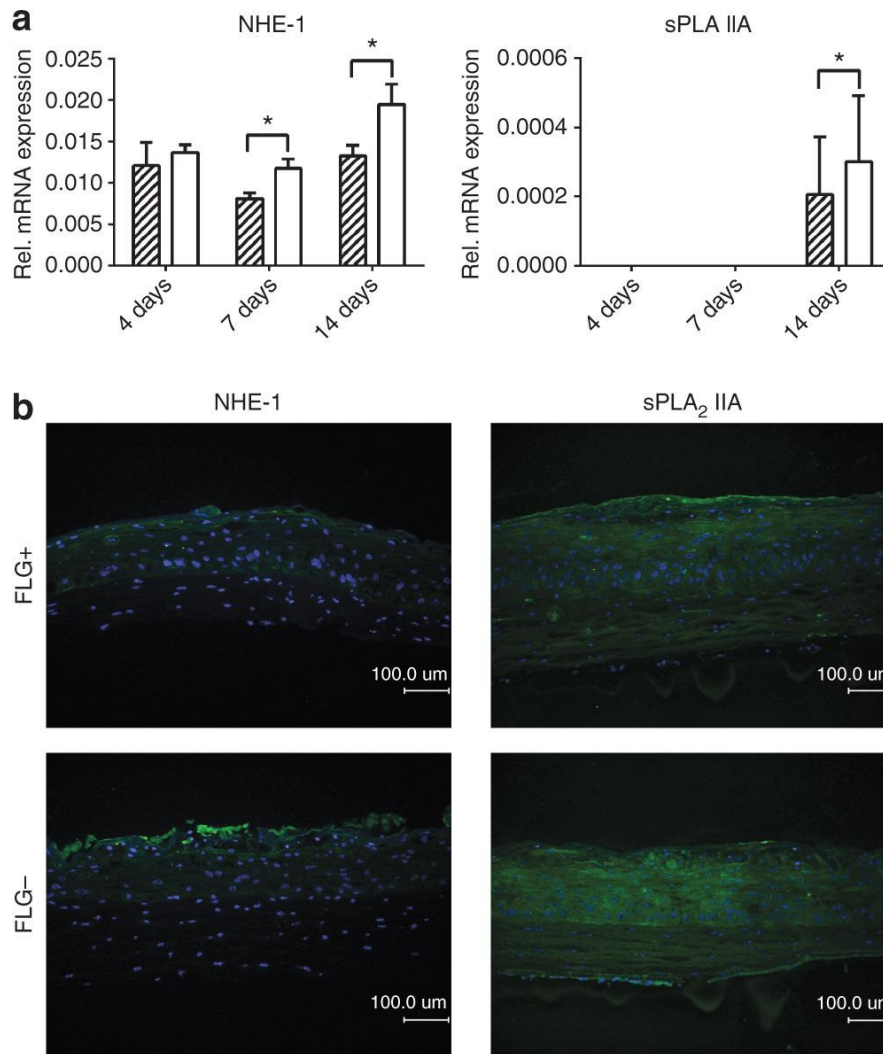 a
NHE-1
sPLA IIA
Rel. mRNA expression
0.025
0.020
0.015
0.010
0.005
0.000
*
*
4 days
7 days
14 days
Rel. mRNA expression
0.0006
0.0004
0.0002
0.0000
*
4 days
7 days
14 days
b
NHE-1
sPLA₂ IIA
FLG+
100.0 um
100.0 ur
FLG–
100.0 um
100.0 ur